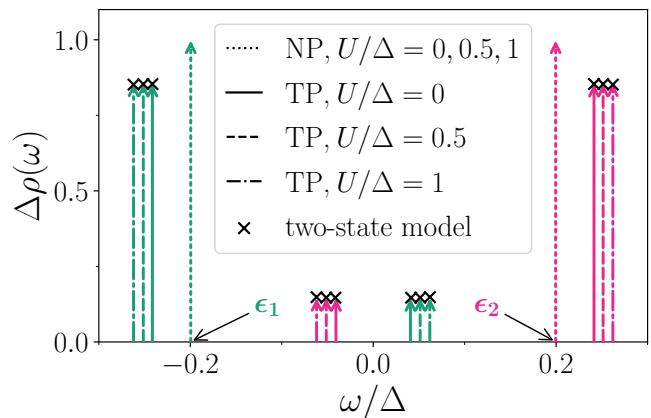 1.0
0.5
0.0
Δρ(ω)
NP, U/Δ = 0, 0.5, 1
TP, U/Δ = 0
TP, U/Δ = 0.5
TP, U/Δ = 1
two-state model
ϵ₁
ϵ₂
−0.2
0.0
0.2
ω/Δ